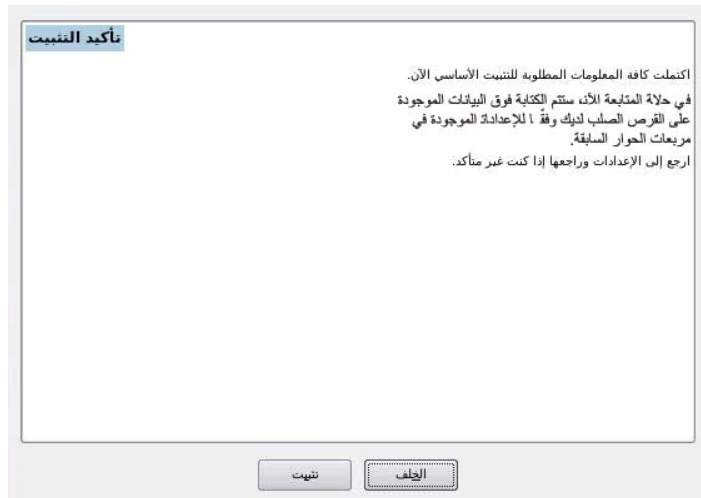 تأكيد التثبيت
اكتملت كافة المعلومات المطلوبة للتثبيت الأساسي الآن.
في حالة المتابعة الآن، ستتم الكتابة فوق البيانات الموجودة
على القرص الصلب لديك وفقًا للإعدادات الموجودة في
مربعات الحوار السابقة.
ارجع إلى الإعدادات وراجعها إذا كنت غير متأكد.
الخلف
تثبيت